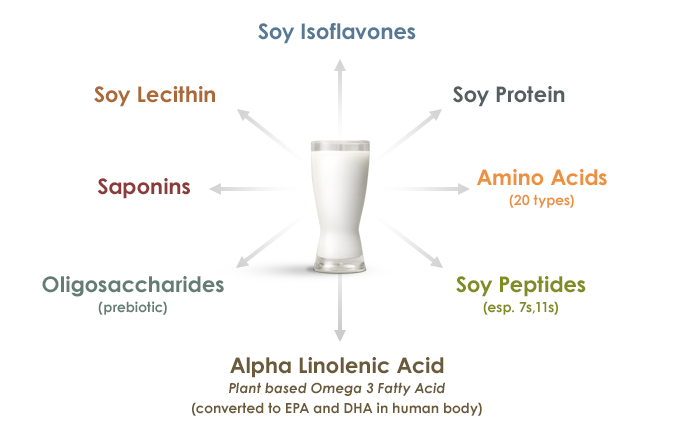 Soy Isoflavones
Soy Lecithin
Soy Protein
Saponins
Amino Acids
(20 types)
Oligosaccharides
(prebiotic)
Soy Peptides
(esp. 7s,11s)
Alpha Linolenic Acid
Plant based Omega 3 Fatty Acid
(converted to EPA and DHA in human body)